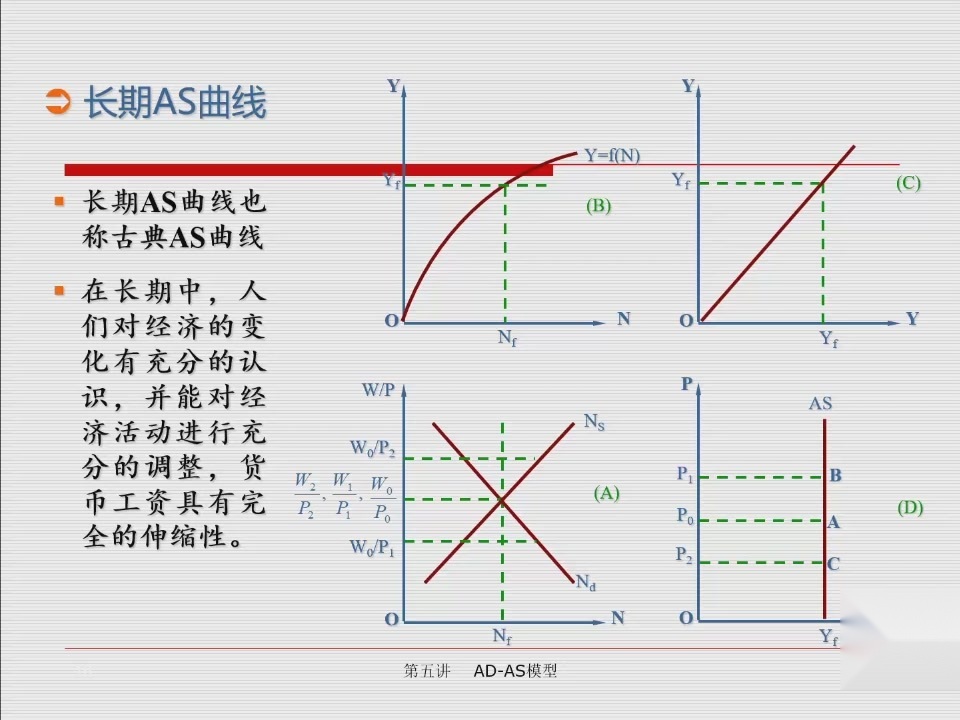 长期AS曲线
长期AS曲线也
称古典AS曲线
在长期中，人
们对经济的变
化有充分的认
识，并能对经
济活动进行充
分的调整，货
币工资具有完
全的伸缩性。
Y
Y=f(N)
Yf
(B)
O
N
Nf
Y
Yf
(C)
O
Y
Yf
W/P
NS
W0/P2
W2/P2, W1/P1, W0/P0
(A)
W0/P1
Nd
O
N
Nf
P
AS
P1
B
P0
A
(D)
P2
C
O
Yf
第五讲 AD-AS模型